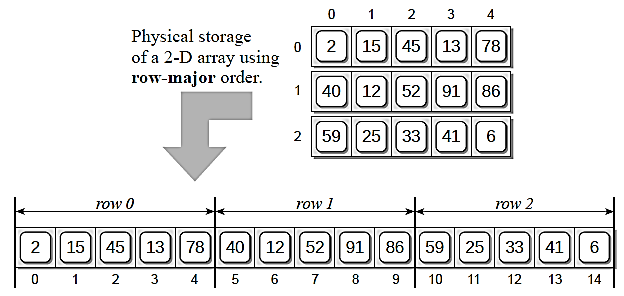 0 1 2 3 4
Physical storage
of a 2-D array using
row-major order.
0 2 15 45 13 78
1 40 12 52 91 86
2 59 25 33 41 6
row 0 row 1 row 2
2 15 45 13 78 40 12 52 91 86 59 25 33 41 6
0 1 2 3 4 5 6 7 8 9 10 11 12 13 14